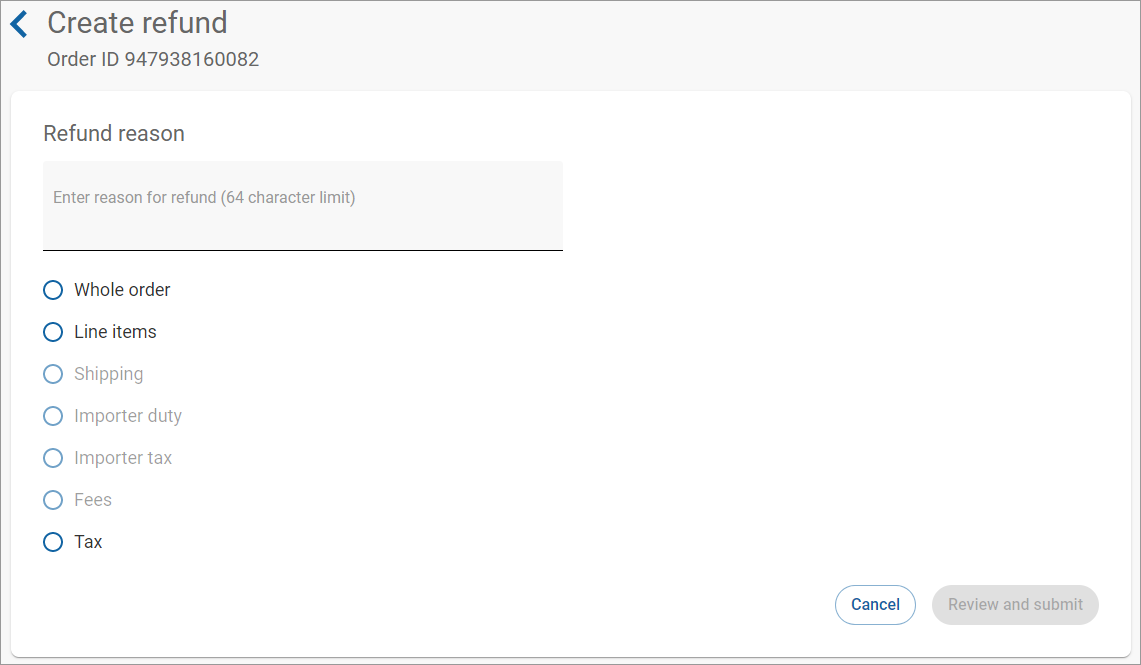 Create refund
Order ID 947938160082
Refund reason
Enter reason for refund (64 character limit)
Whole order
Line items
Shipping
Importer duty
Importer tax
Fees
Tax
Cancel
Review and submit